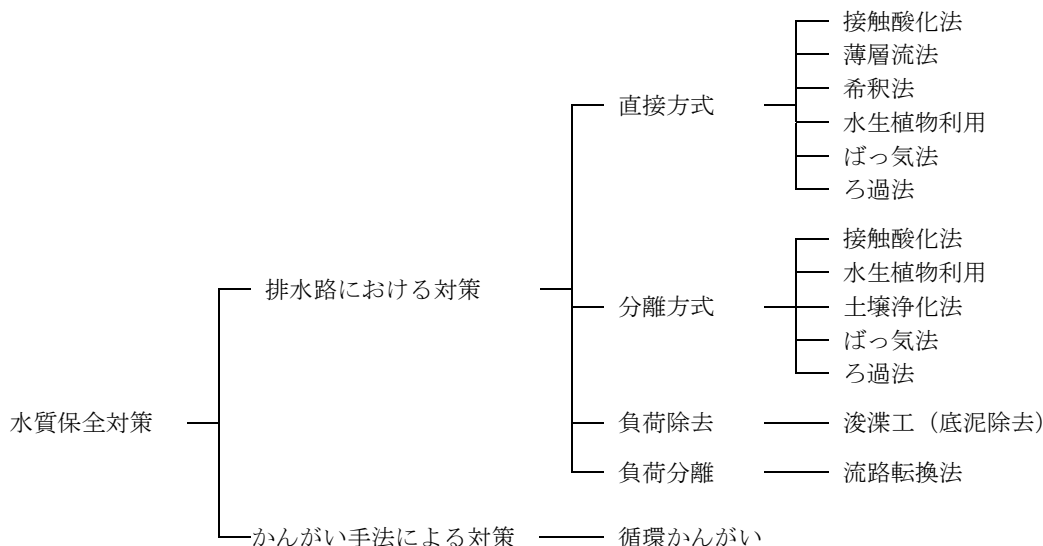 水質保全対策
排水路における対策
直接方式
接触酸化法
薄層流法
希釈法
水生植物利用
ばっ気法
ろ過法
分離方式
接触酸化法
水生植物利用
土壌浄化法
ばっ気法
ろ過法
負荷除去
浚渫工（底泥除去）
負荷分離
流路転換法
かんがい手法による対策
循環かんがい